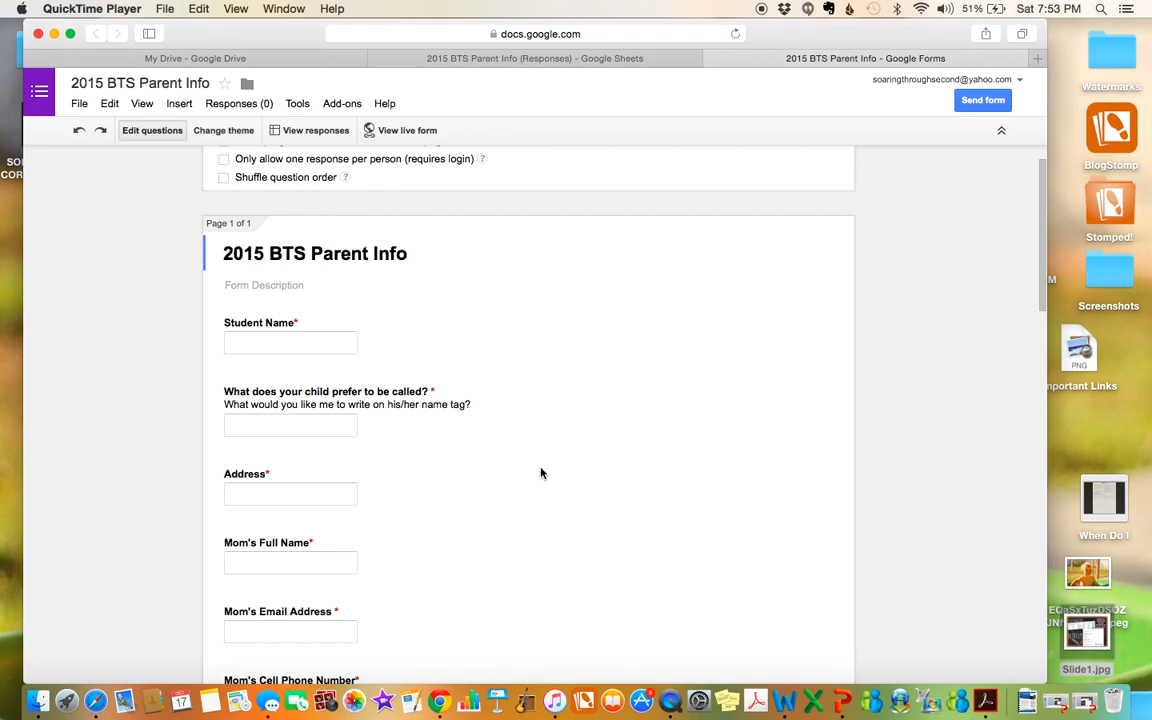 QuickTime Player File Edit View Window Help 51% Sat 7:53 PM
docs.google.com
My Drive - Google Drive 2015 BTS Parent Info (Responses) - Google Sheets 2015 BTS Parent Info - Google Forms
2015 BTS Parent Info
soaringthroughsecond@yahoo.com
File Edit View Insert Responses (0) Tools Add-ons Help
Send form
Edit questions Change theme View responses View live form
Only allow one response per person (requires login) ?
Shuffle question order ?
Page 1 of 1
2015 BTS Parent Info
Form Description
Student Name*
What does your child prefer to be called? *
What would you like me to write on his/her name tag?
Address*
Mom's Full Name*
Mom's Email Address *
Mom's Cell Phone Number*
Watermarks
BlogStomp
Stomped!
Screenshots
PNG
mportant Links
When Do I
Slide1.jpg
SO
COR
M
17